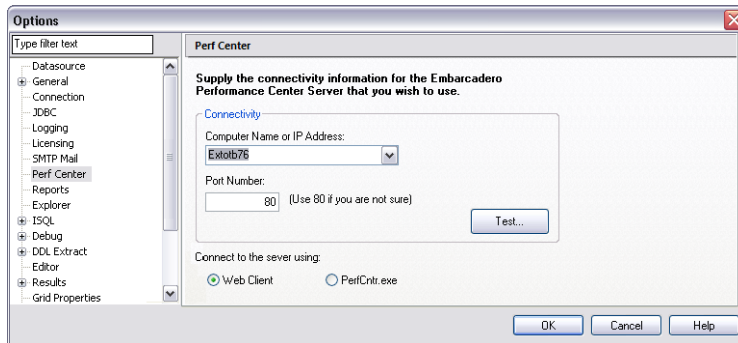 Options
Type filter text
Datasource
General
Connection
JDBC
Logging
Licensing
SMTP Mail
Perf Center
Reports
Explorer
ISQL
Debug
DDL Extract
Editor
Results
Grid Properties
Perf Center
Supply the connectivity information for the Embarcadero
Performance Center Server that you wish to use.
Connectivity
Computer Name or IP Address:
Extotb76
Port Number:
80 (Use 80 if you are not sure)
Test...
Connect to the sever using:
Web Client PerfCntr.exe
OK Cancel Help